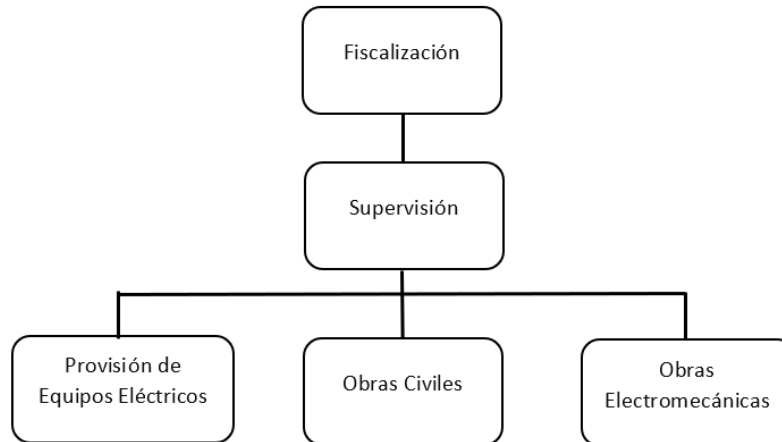 Fiscalización
Supervisión
Provisión de
Equipos Eléctricos
Obras Civiles
Obras
Electromecánicas